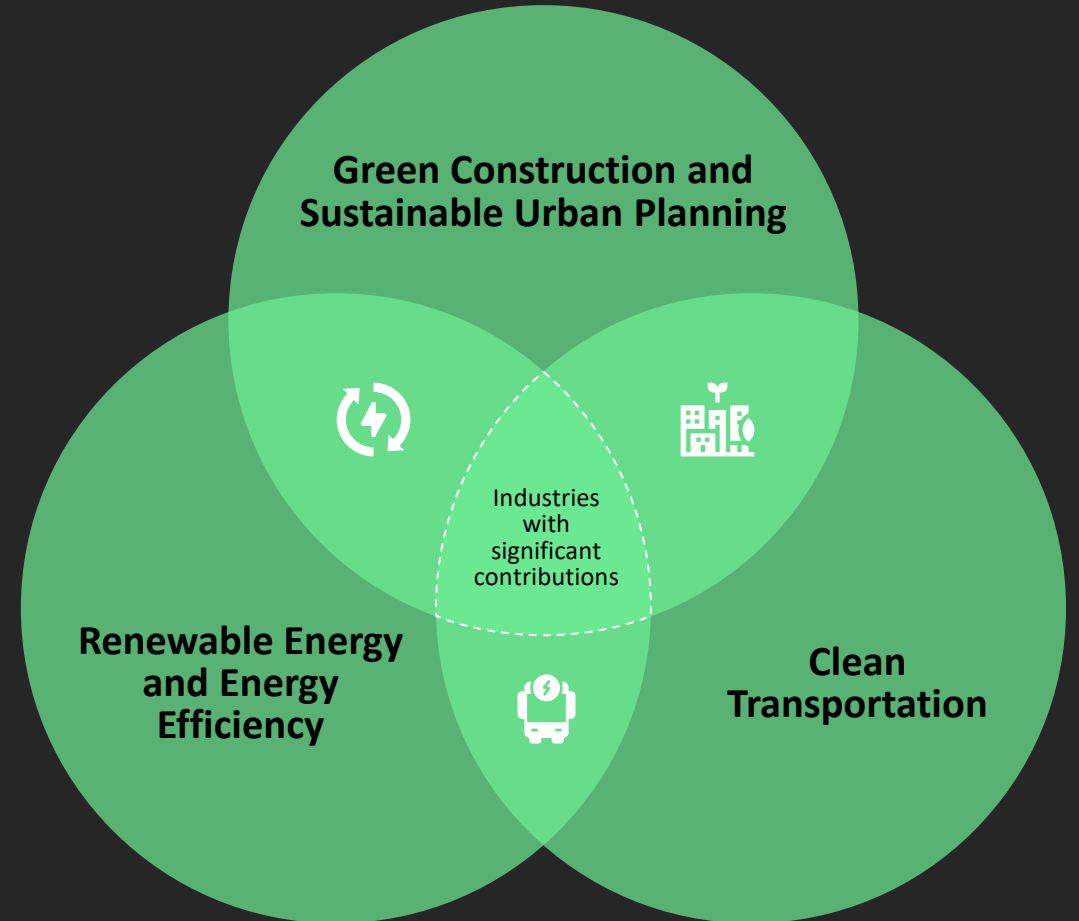 Green Construction and
Sustainable Urban Planning
Industries
with
significant
contributions
Renewable Energy
and Energy
Efficiency
Clean
Transportation